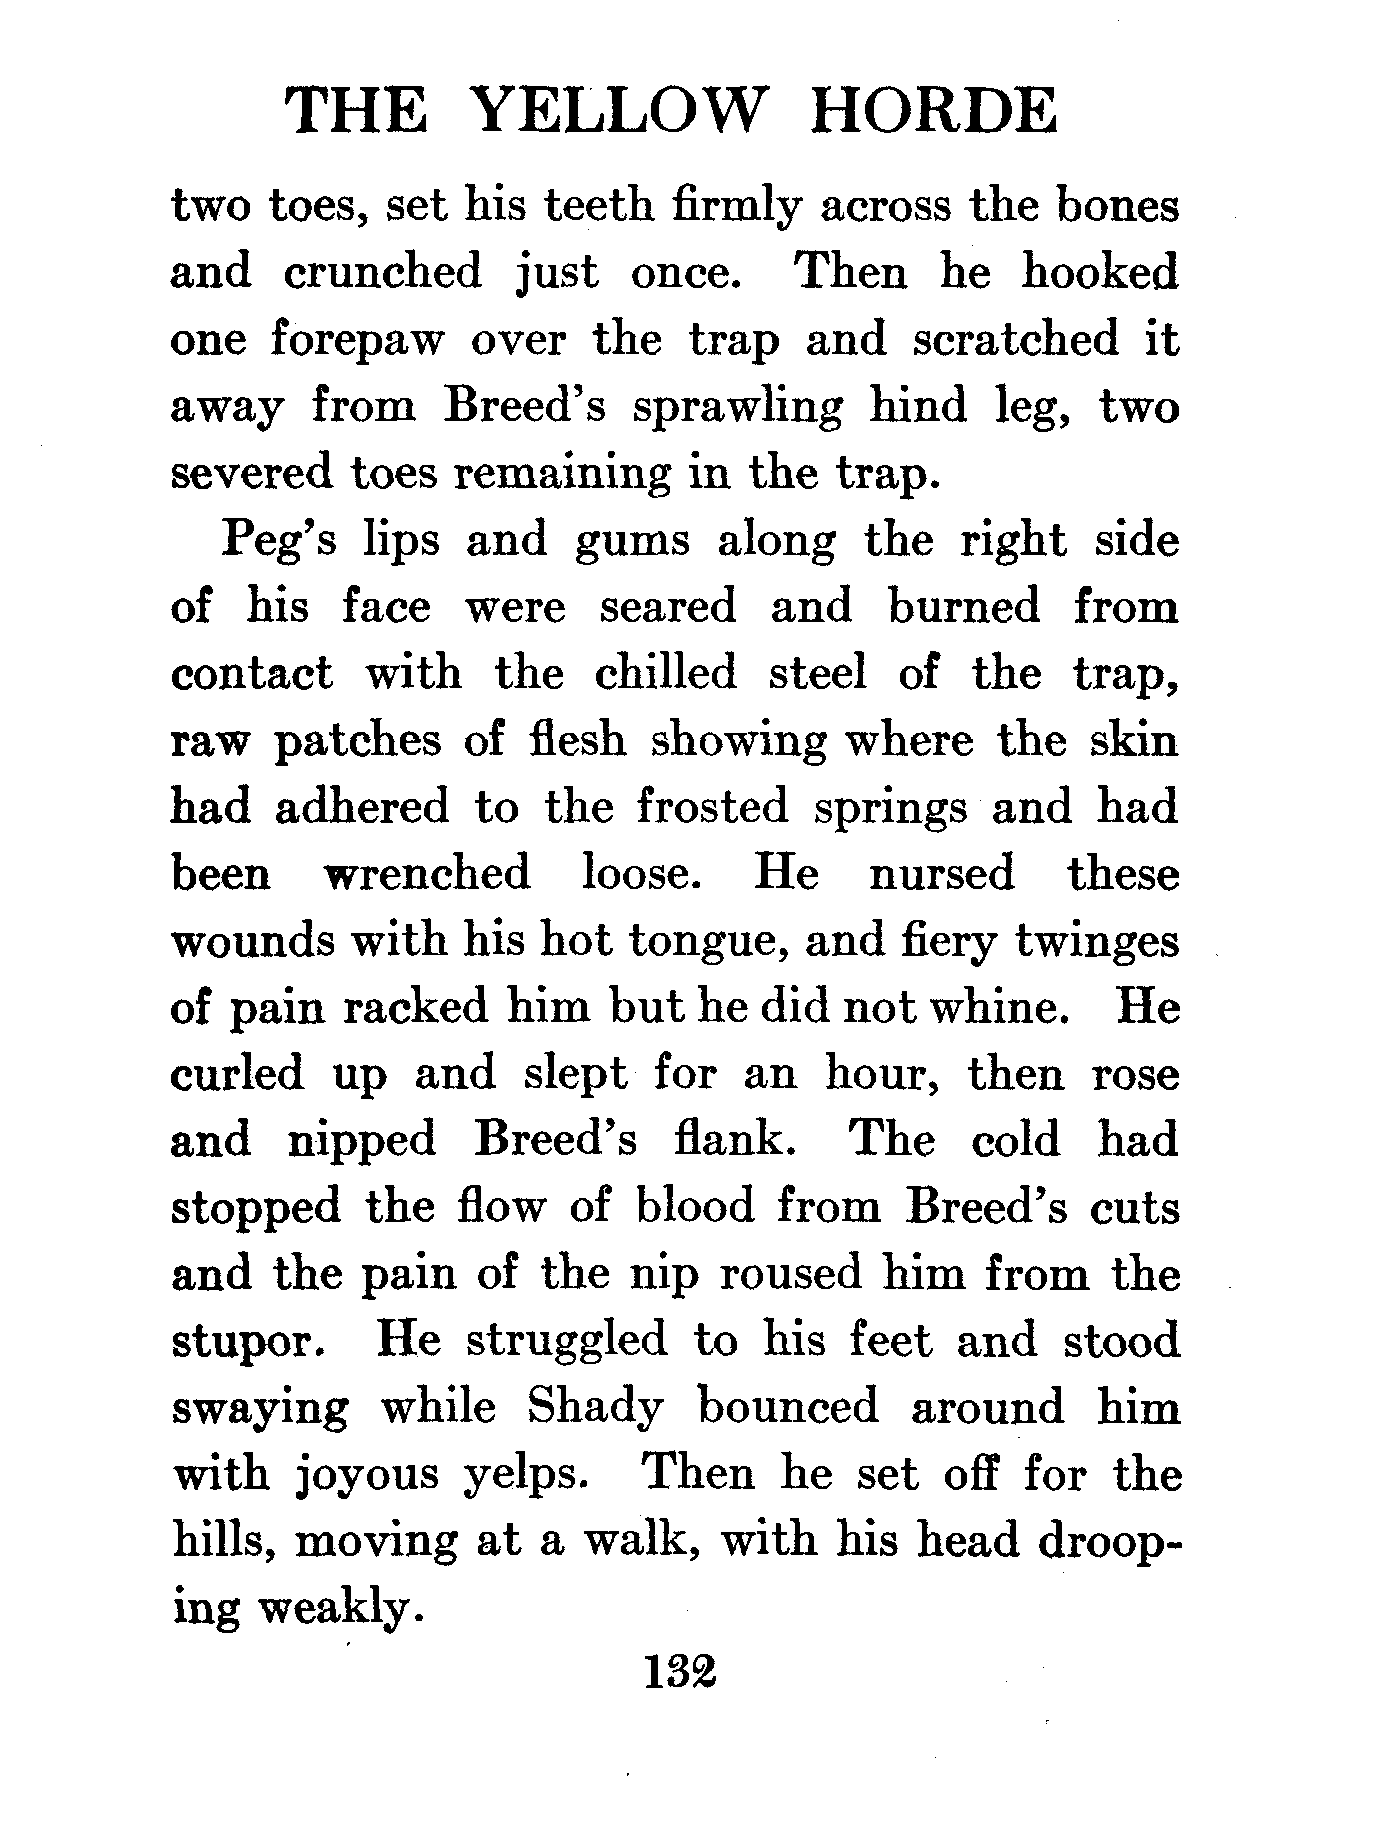 THE YELLOW HORDE
two toes, set his teeth firmly across the bones
and crunched just once. Then he hooked
one forepaw over the trap and scratched it
away from Breed's sprawling hind leg, two
severed toes remaining in the trap.
Peg's lips and gums along the right side
of his face were seared and burned from
contact with the chilled steel of the trap,
raw patches of flesh showing where the skin
had adhered to the frosted springs and had
been wrenched loose. He nursed these
wounds with his hot tongue, and fiery twinges
of pain racked him but he did not whine. He
curled up and slept for an hour, then rose
and nipped Breed's flank. The cold had
stopped the flow of blood from Breed's cuts
and the pain of the nip roused him from the
stupor. He struggled to his feet and stood
swaying while Shady bounced around him
with joyous yelps. Then he set off for the
hills, moving at a walk, with his head droop-
ing weakly.
132